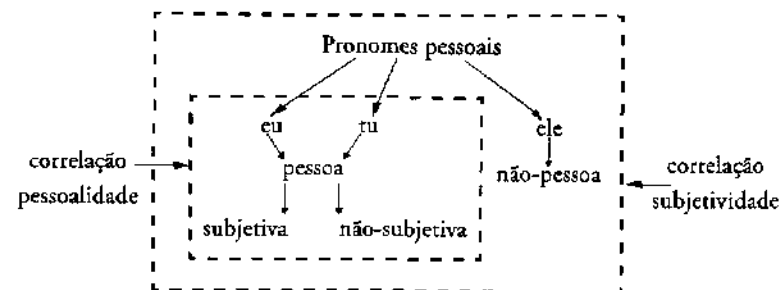 Pronomes pessoais
eu tu ele
correlação
pessoalidade
pessoa
não-pessoa
correlação
subjetividade
subjetiva não-subjetiva